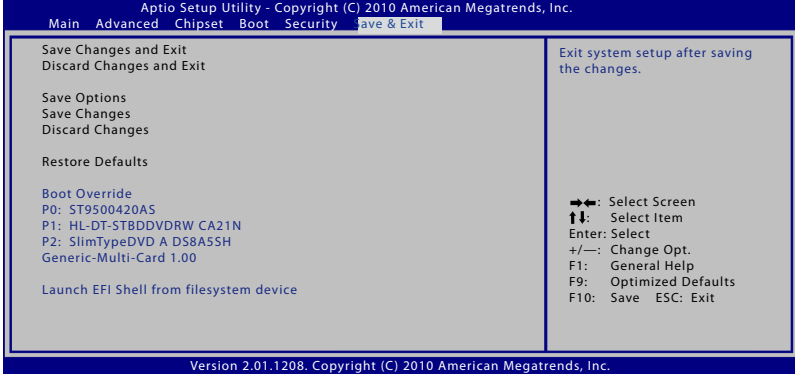 Aptio Setup Utility - Copyright (C) 2010 American Megatrends, Inc.
Main Advanced Chipset Boot Security Save & Exit
Save Changes and Exit
Discard Changes and Exit
Save Options
Save Changes
Discard Changes
Restore Defaults
Boot Override
P0: ST9500420AS
P1: HL-DT-STBDDVDRW CA21N
P2: SlimTypeDVD A DS8A5SH
Generic-Multi-Card 1.00
Launch EFI Shell from filesystem device
Exit system setup after saving
the changes.
→←: Select Screen
↑↓: Select Item
Enter: Select
+/—: Change Opt.
F1: General Help
F9: Optimized Defaults
F10: Save ESC: Exit
Version 2.01.1208. Copyright (C) 2010 American Megatrends, Inc.